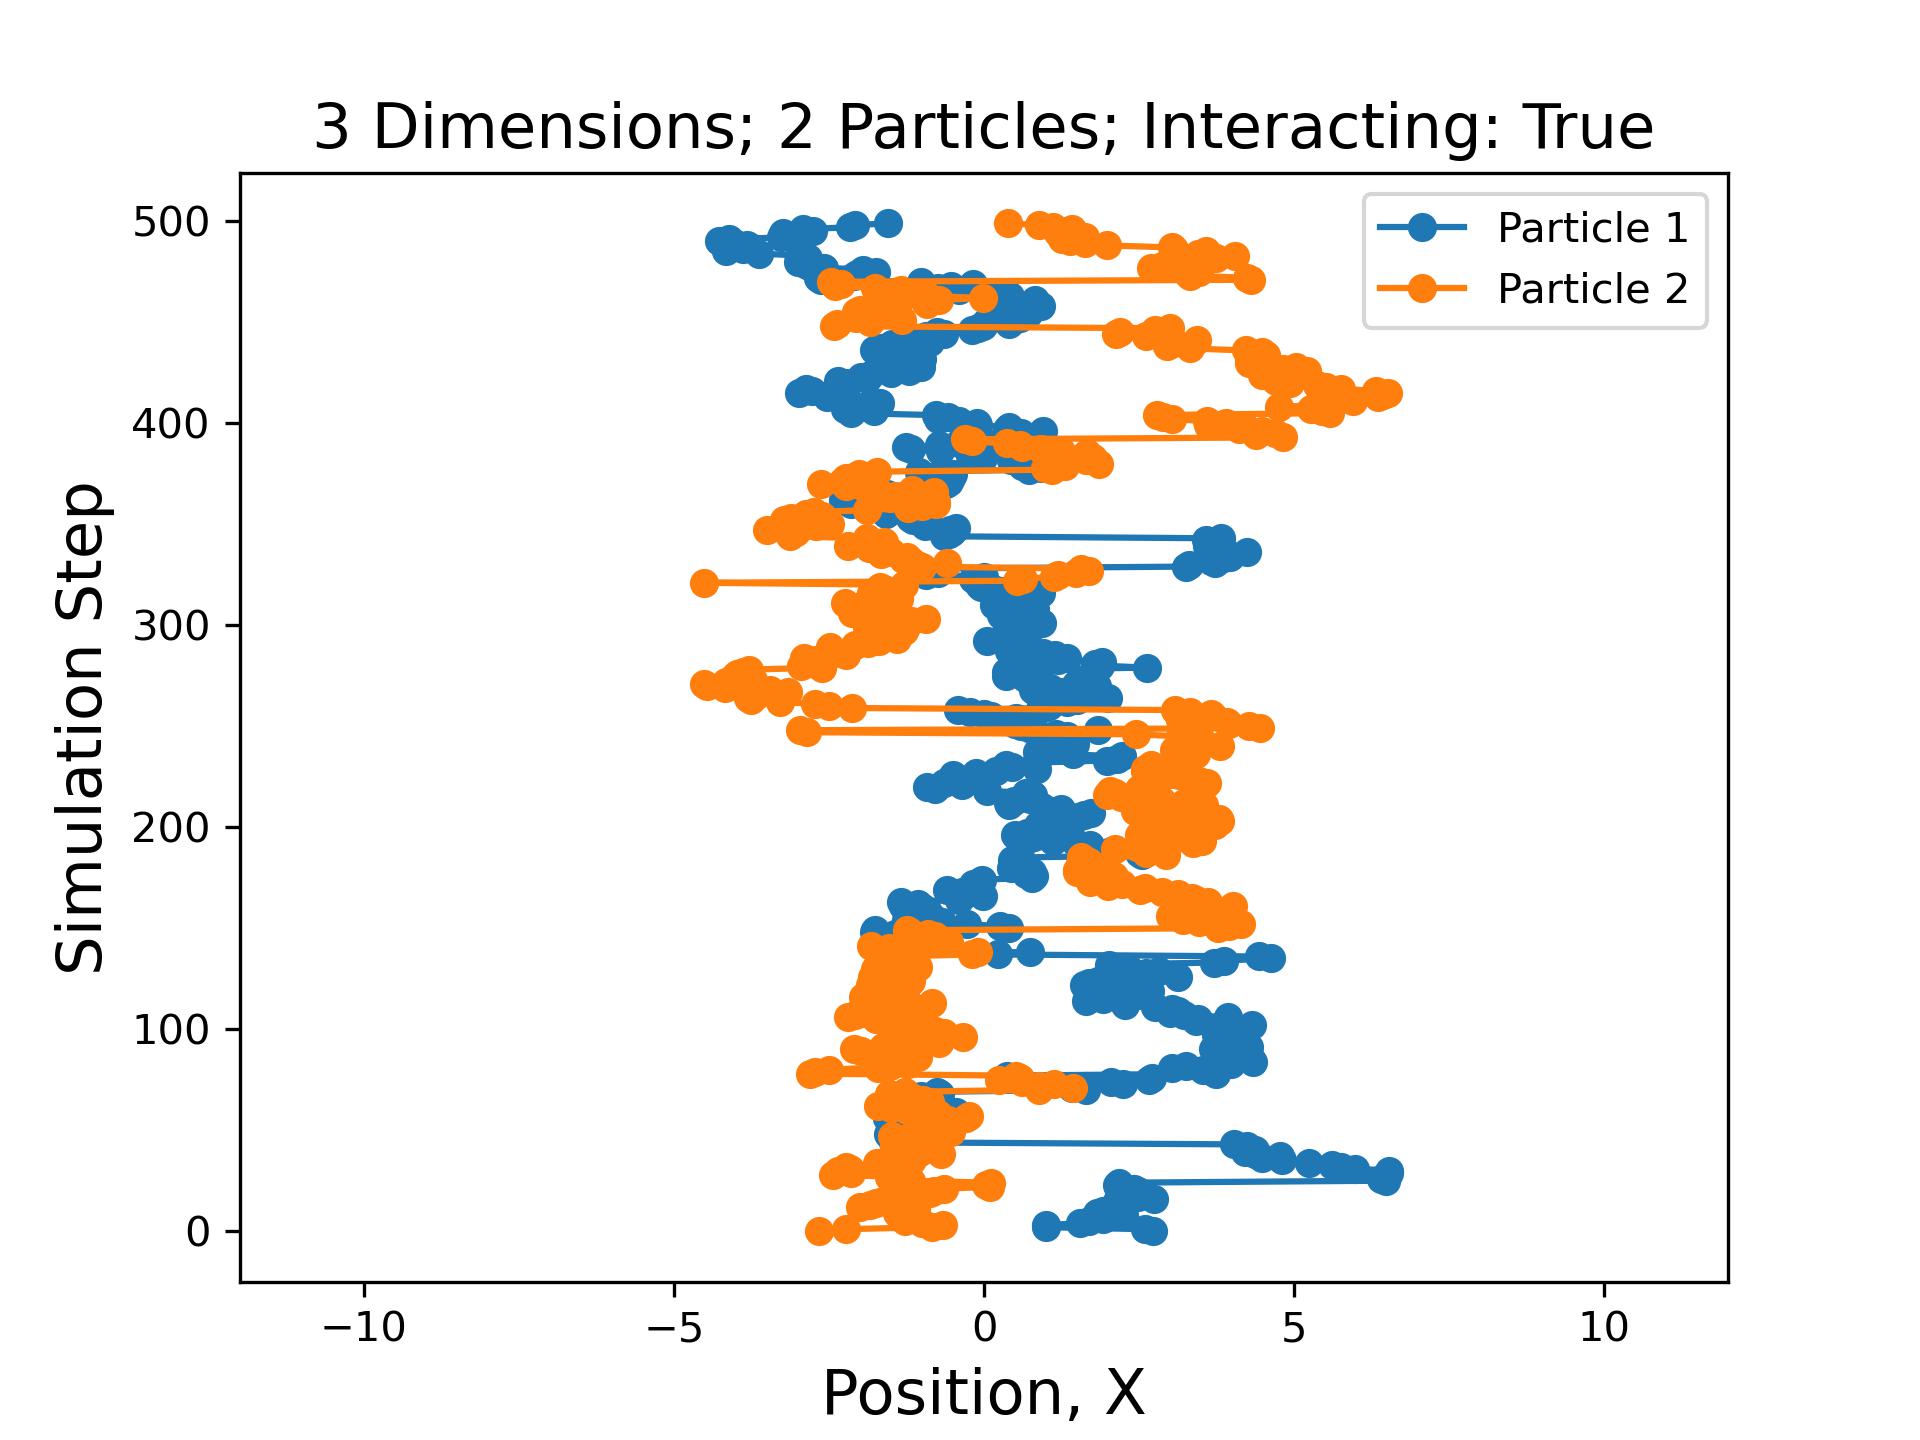 3 Dimensions; 2 Particles; Interacting: True
Particle 1
Particle 2
Simulation Step
500
400
300
200
100
0
−10
−5
0
5
10
Position, X